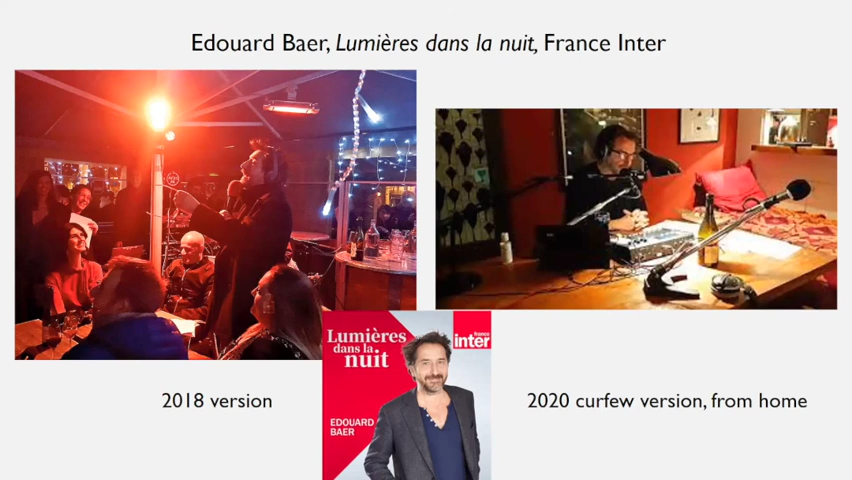 Edouard Baer, Lumières dans la nuit, France Inter
Lumières
dans la
nuit
france
inter
EDOUARD
BAER
2018 version
2020 curfew version, from home